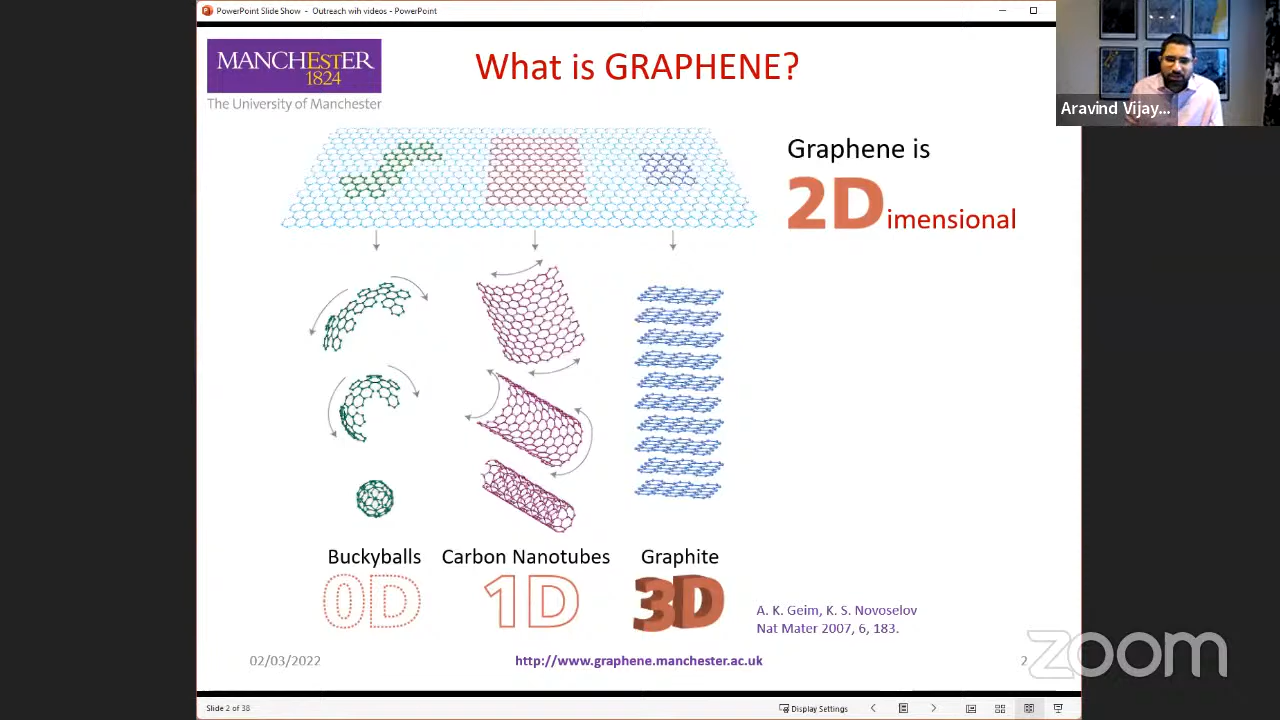 PowerPoint Slide Show - Outreach wih videos - PowerPoint
MANCHESTER
1824
The University of Manchester
What is GRAPHENE?
Aravind Vijay...
Graphene is
2Dimensional
Buckyballs
Carbon Nanotubes
Graphite
0D
1D
3D
A. K. Geim, K. S. Novoselov
Nat Mater 2007, 6, 183.
02/03/2022
http://www.graphene.manchester.ac.uk
2
zoom
Slide 2 of 38
Display Settings